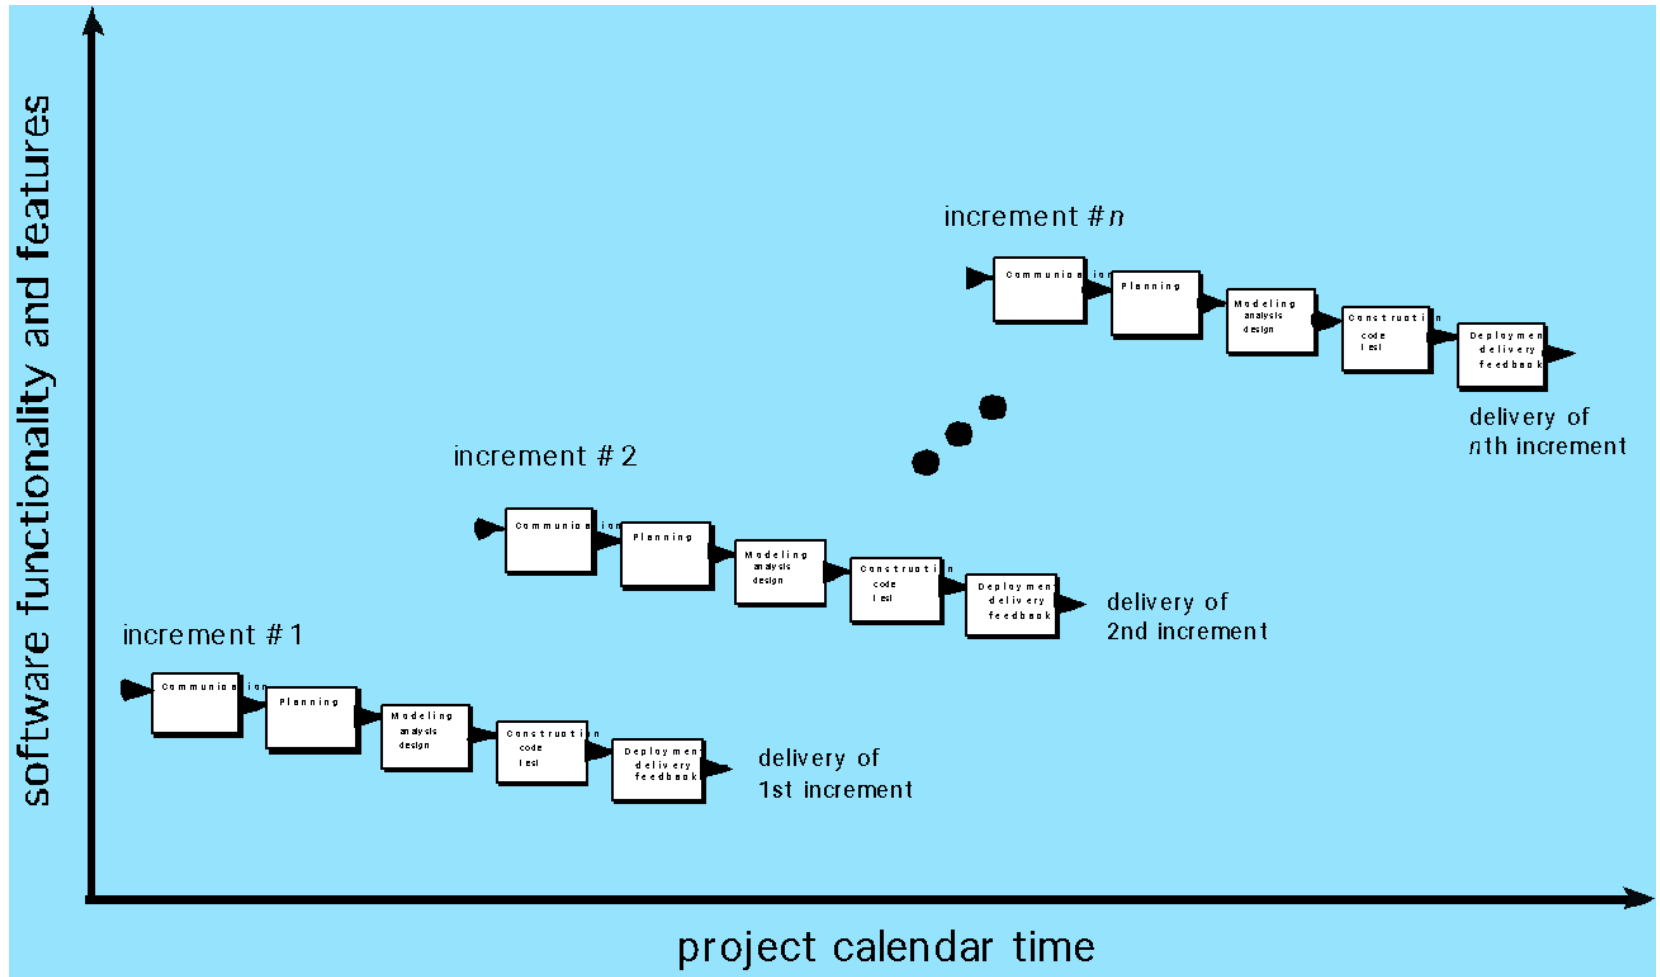 software functionality and features
increment # n
Communication
Planning
Modeling
analysis
design
Construction
code
test
Deployment
delivery
feedback
delivery of
nth increment
increment # 2
Communication
Planning
Modeling
analysis
design
Construction
code
test
Deployment
delivery
feedback
delivery of
2nd increment
increment # 1
Communication
Planning
Modeling
analysis
design
Construction
code
test
Deployment
delivery
feedback
delivery of
1st increment
project calendar time